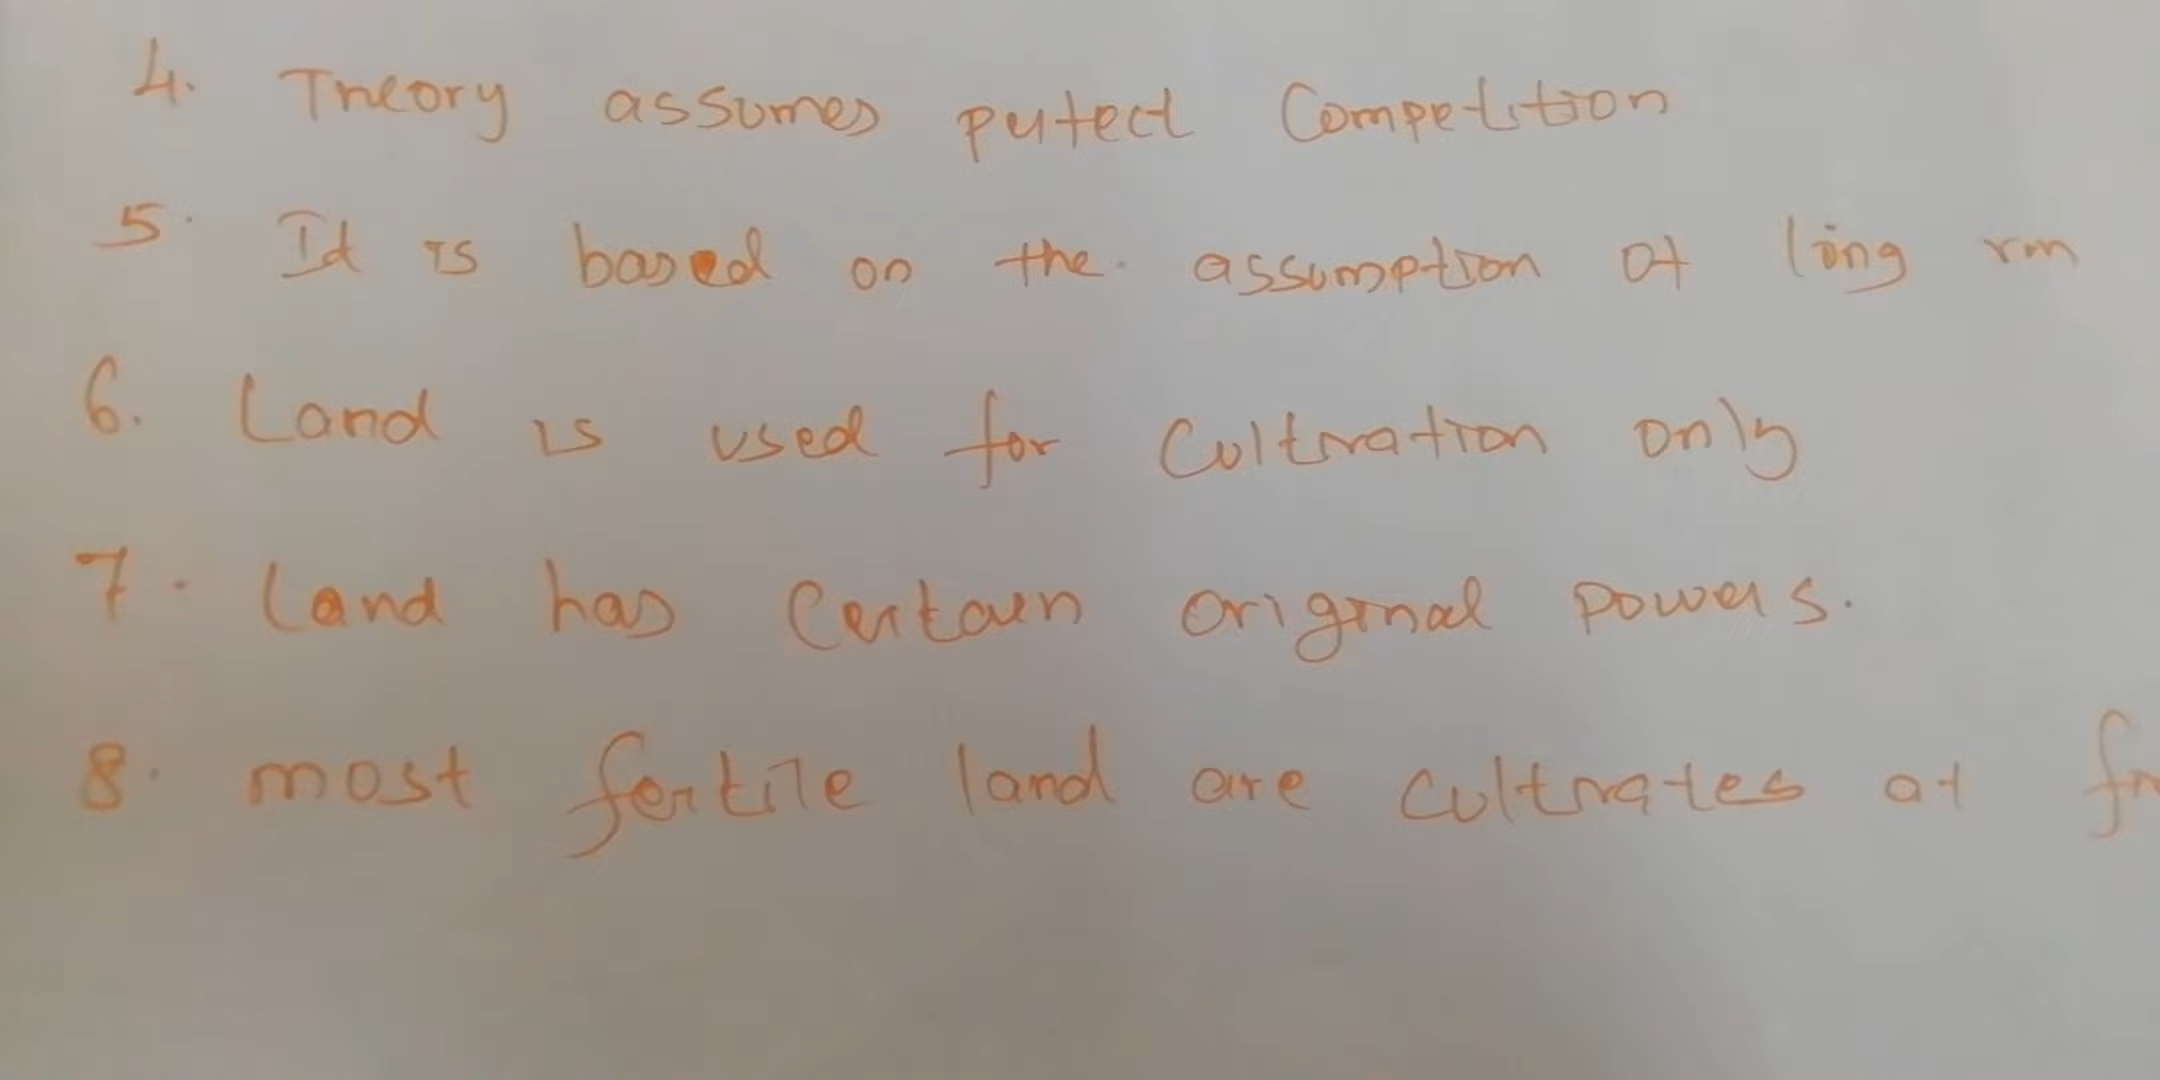 4. Theory assumes perfect Competition
5. It is based on the assumption of long run
6. Land is used for Cultivation only
7. Land has Certain original powers.
8. most fertile land are cultivates at